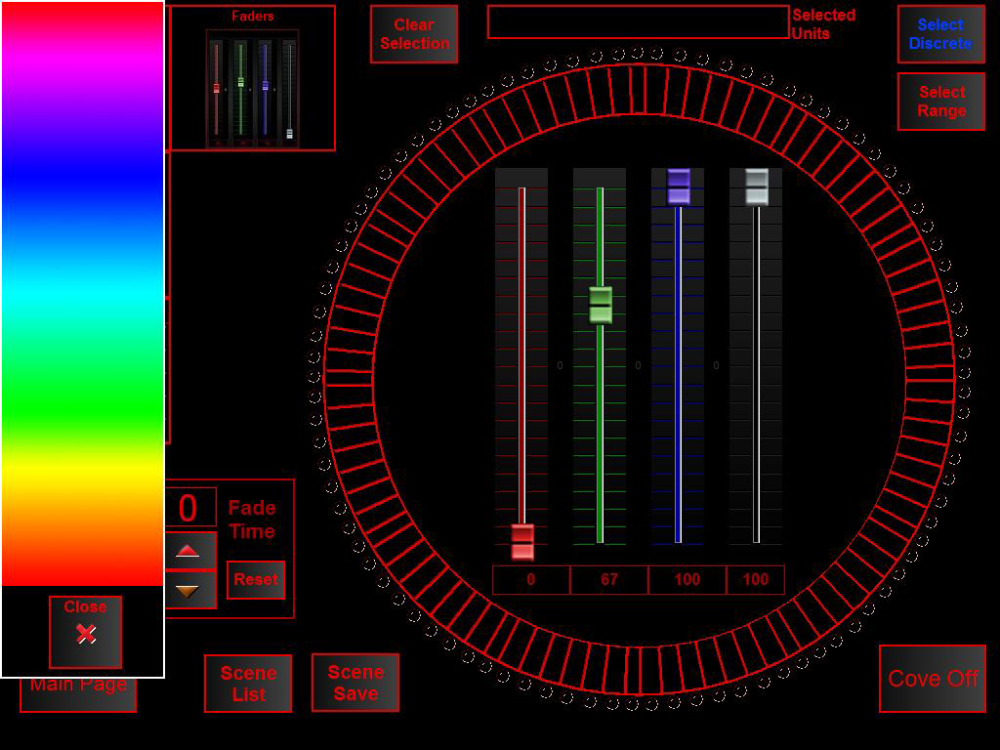 Faders
Clear
Selection
Selected
Units
Select
Discrete
Select
Range
0
0
0
0
Fade
Time
Reset
0
67
100
100
Close
Main Page
Scene
List
Scene
Save
Cove Off